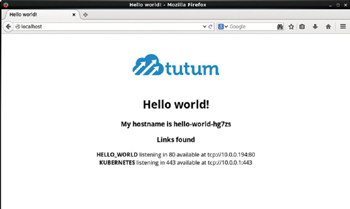 Hello world! - Mozilla Firefox
Hello world!
localhost
Google
tutum
Hello world!
My hostname is hello-world-hg7zs
Links found
HELLO_WORLD listening in 80 available at tcp://10.0.0.194:80
KUBERNETES listening in 443 available at tcp://10.0.0.1:443